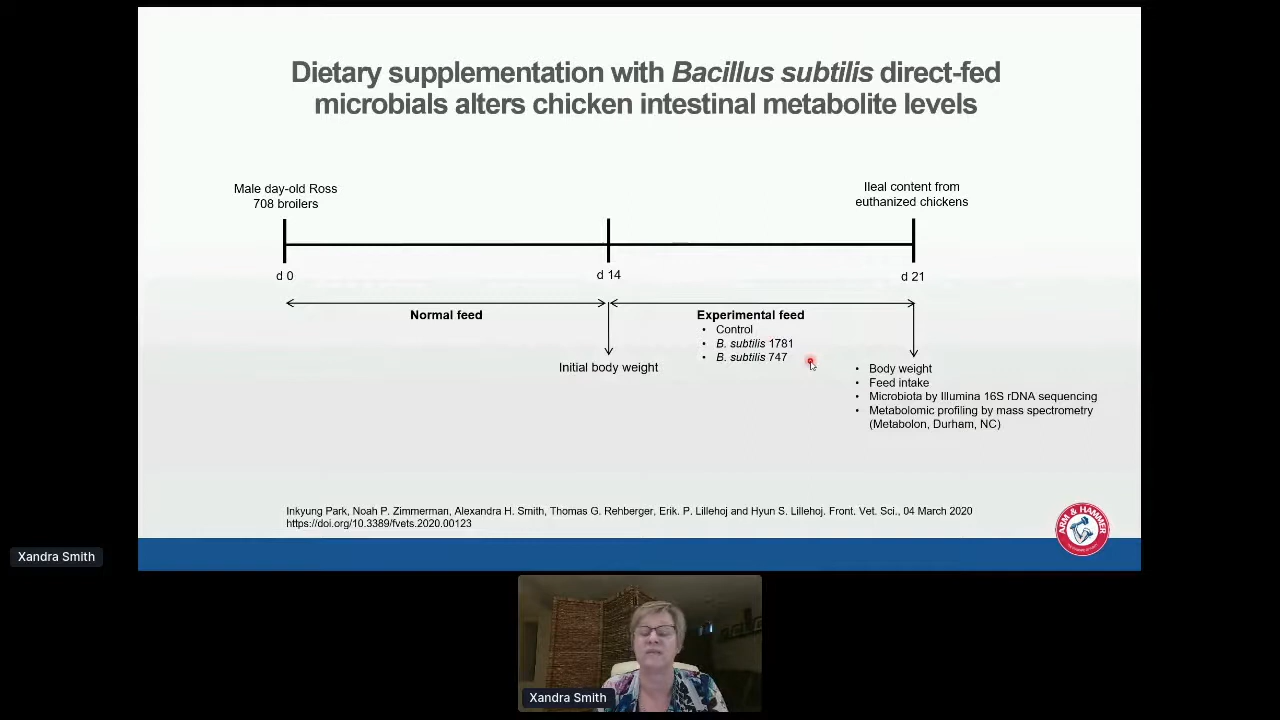 Dietary supplementation with Bacillus subtilis direct-fed
microbials alters chicken intestinal metabolite levels
Male day-old Ross
708 broilers
Ileal content from
euthanized chickens
d 0
d 14
d 21
Normal feed
Experimental feed
• Control
• B. subtilis 1781
• B. subtilis 747
Initial body weight
• Body weight
• Feed intake
• Microbiota by Illumina 16S rDNA sequencing
• Metabolomic profiling by mass spectrometry
(Metabolon, Durham, NC)
Inkyung Park, Noah P. Zimmerman, Alexandra H. Smith, Thomas G. Rehberger, Erik. P. Lillehoj and Hyun S. Lillehoj. Front. Vet. Sci., 04 March 2020
https://doi.org/10.3389/fvets.2020.00123
ARM & HAMMER
Xandra Smith
Xandra Smith